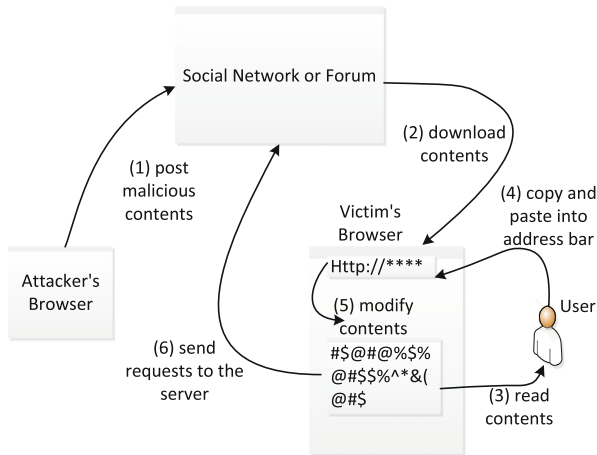 Social Network or Forum
(1) post
malicious
contents
(2) download
contents
(4) copy and
paste into
address bar
Victim's
Browser
Attacker's
Browser
Http://****
(5) modify
contents
User
#$@#@%$%
@#$$%^*&(
@#$
(6) send
requests to the
server
(3) read
contents